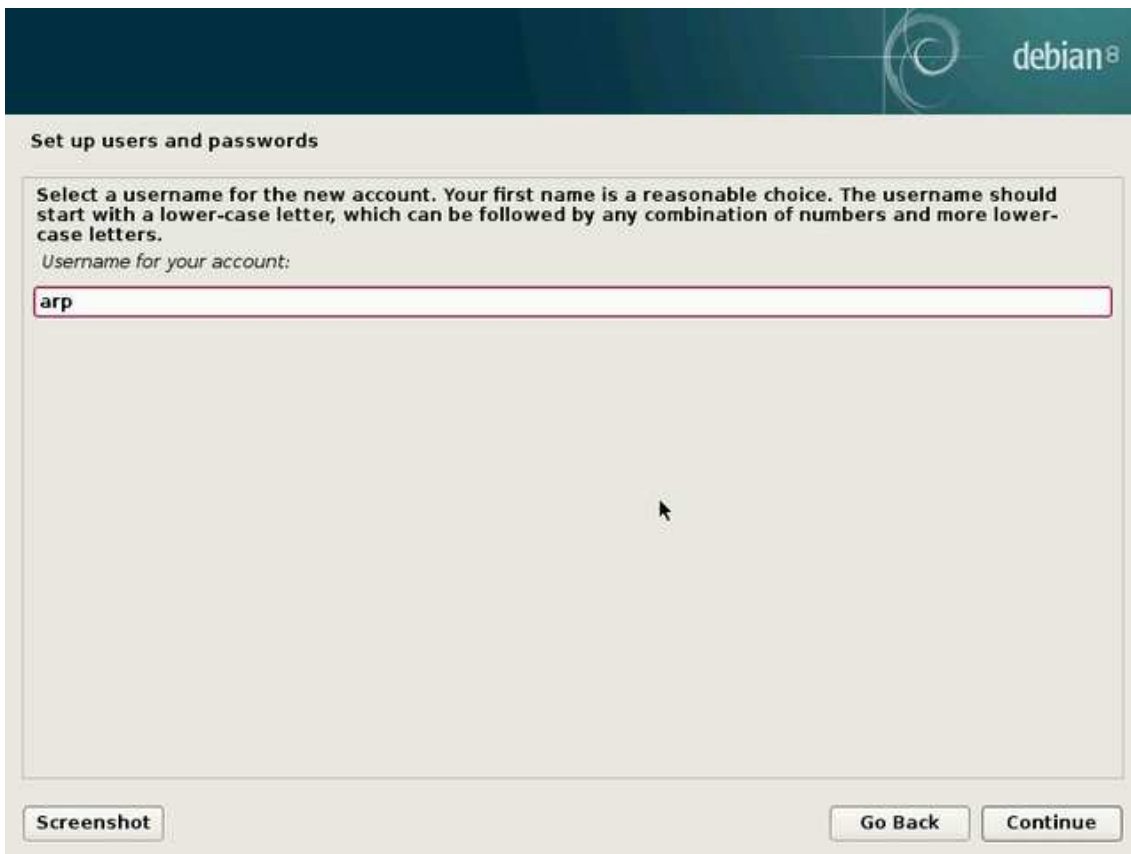 debian 8
Set up users and passwords
Select a username for the new account. Your first name is a reasonable choice. The username should
start with a lower-case letter, which can be followed by any combination of numbers and more lower-
case letters.
Username for your account:
arp
Screenshot
Go Back
Continue